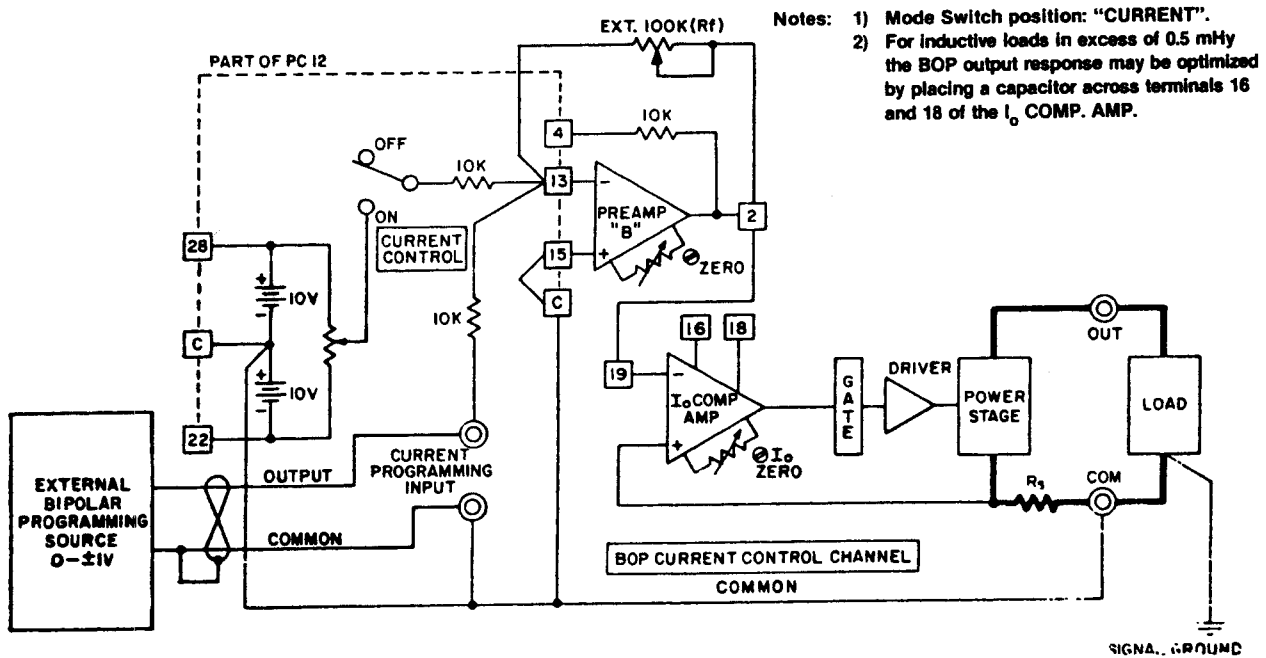 EXT. 100K (Rf)
Notes: 1) Mode Switch position: "CURRENT".
2) For inductive loads in excess of 0.5 mHy
the BOP output response may be optimized
by placing a capacitor across terminals 16
and 18 of the Io COMP. AMP.
PART OF PC 12
4
10K
OFF
10K
13
−
PREAMP
"B"
2
ON
CURRENT
CONTROL
28
15
+
ZERO
+
10V
−
C
10K
C
16
18
OUT
19
−
Io COMP
AMP
+
Io
ZERO
GATE
DRIVER
POWER
STAGE
LOAD
+
10V
−
22
CURRENT
PROGRAMMING
INPUT
OUTPUT
EXTERNAL
BIPOLAR
PROGRAMMING
SOURCE
0-±1V
COMMON
Rs
COM
BOP CURRENT CONTROL CHANNEL
COMMON
SIGNAL GROUND